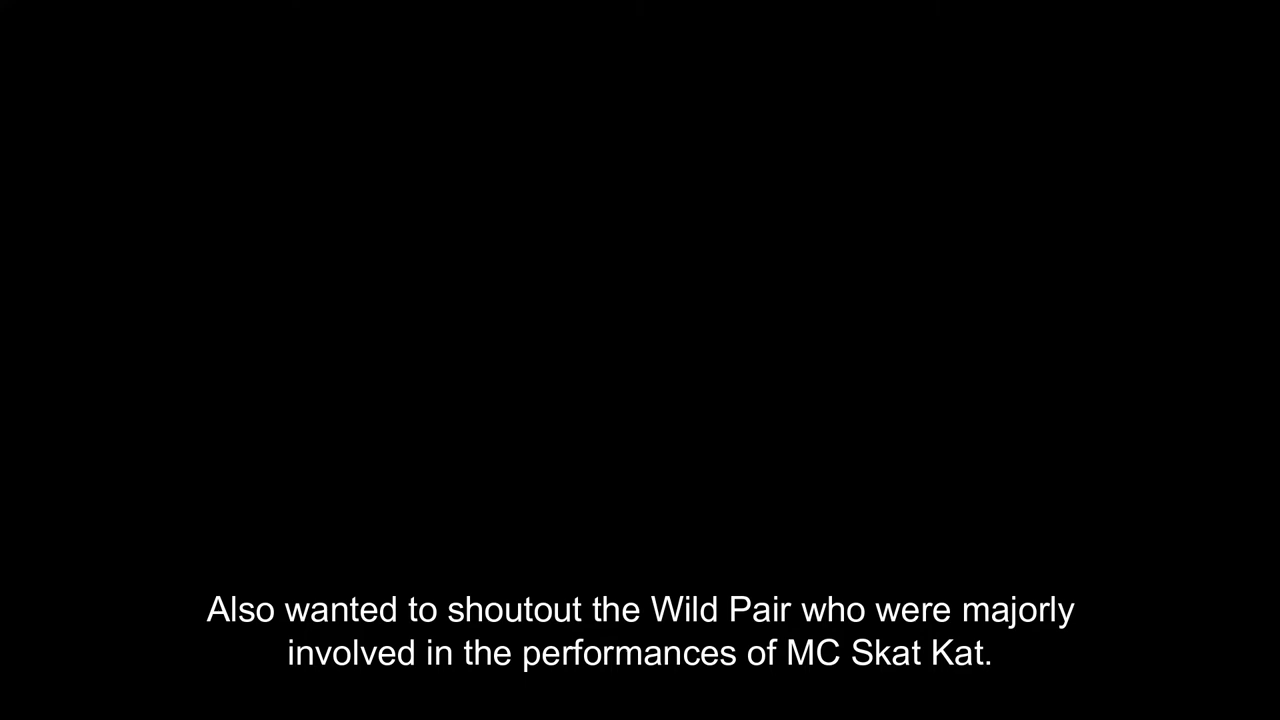 Also wanted to shoutout the Wild Pair who were majorly
involved in the performances of MC Skat Kat.